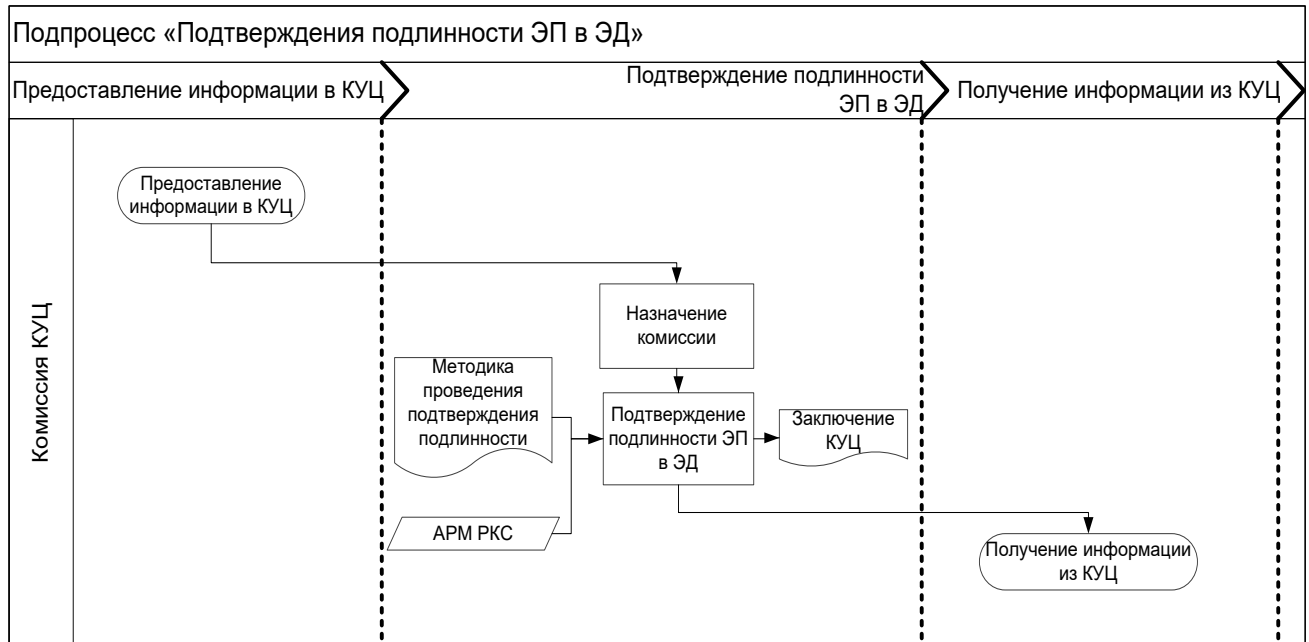 Подпроцесс «Подтверждения подлинности ЭП в ЭД»
Предоставление информации в КУЦ
Подтверждение подлинности
ЭП в ЭД
Получение информации из КУЦ
Комиссия КУЦ
Предоставление
информации в КУЦ
Назначение
комиссии
Методика
проведения
подтверждения
подлинности
Подтверждение
подлинности ЭП
в ЭД
Заключение
КУЦ
АРМ РКС
Получение информации
из КУЦ